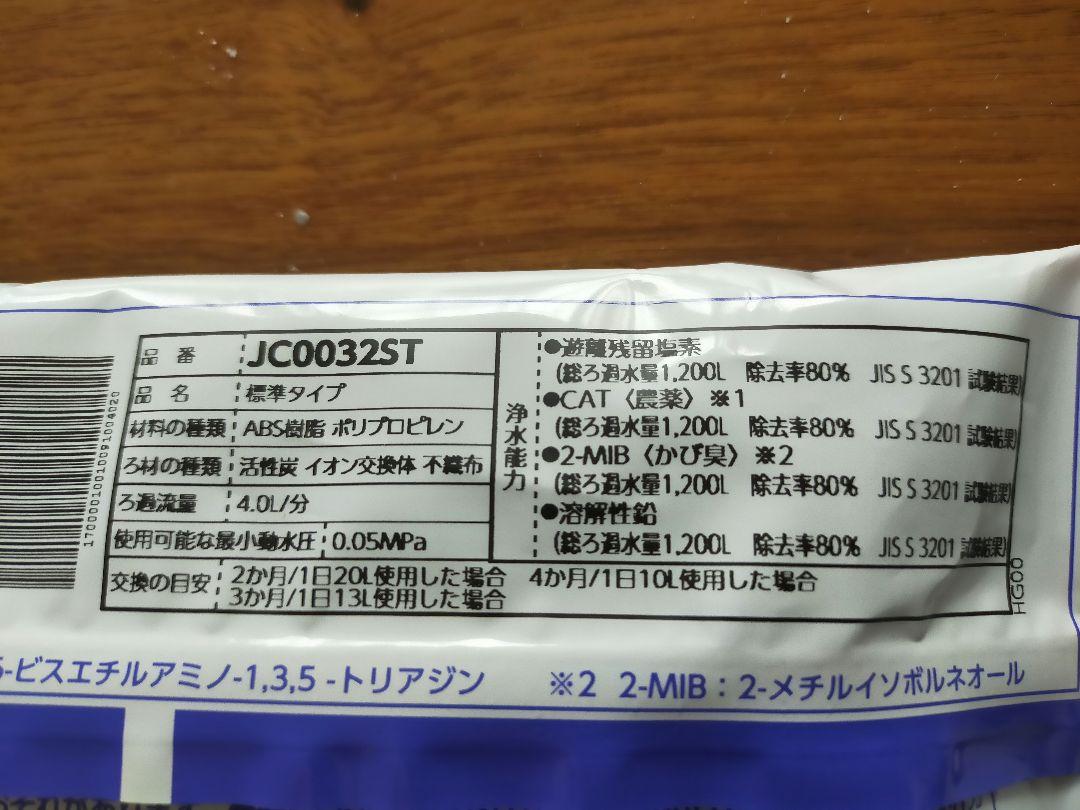 品 番 JC0032ST
品 名 標準タイプ
材料の種類 ABS樹脂 ポリプロピレン
ろ材の種類 活性炭 イオン交換体 不織布
ろ過流量 4.0L/分
使用可能な最小動水圧 0.05MPa
浄水能力
●遊離残留塩素
(総ろ過水量1,200L 除去率80% JIS S 3201 試験結果)
●CAT〈農薬〉※1
(総ろ過水量1,200L 除去率80% JIS S 3201 試験結果)
●2-MIB〈かび臭〉※2
(総ろ過水量1,200L 除去率80% JIS S 3201 試験結果)
●溶解性鉛
(総ろ過水量1,200L 除去率80% JIS S 3201 試験結果)
交換の目安 2か月/1日20L使用した場合 4か月/1日10L使用した場合
3か月/1日13L使用した場合
HG00
-ビスエチルアミノ-1,3,5 -トリアジン ※2 2-MIB：2-メチルイソボルネオール